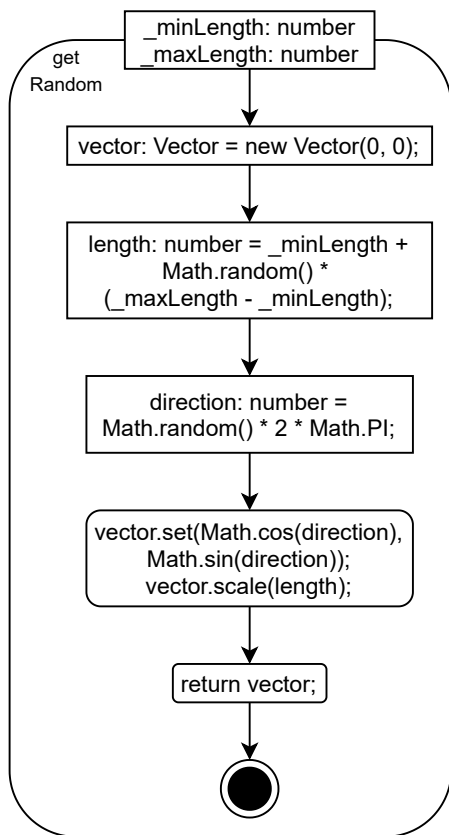 _minLength: number
_maxLength: number
get
Random
vector: Vector = new Vector(0, 0);
length: number = _minLength +
Math.random() *
(_maxLength - _minLength);
direction: number =
Math.random() * 2 * Math.PI;
vector.set(Math.cos(direction),
Math.sin(direction));
vector.scale(length);
return vector;